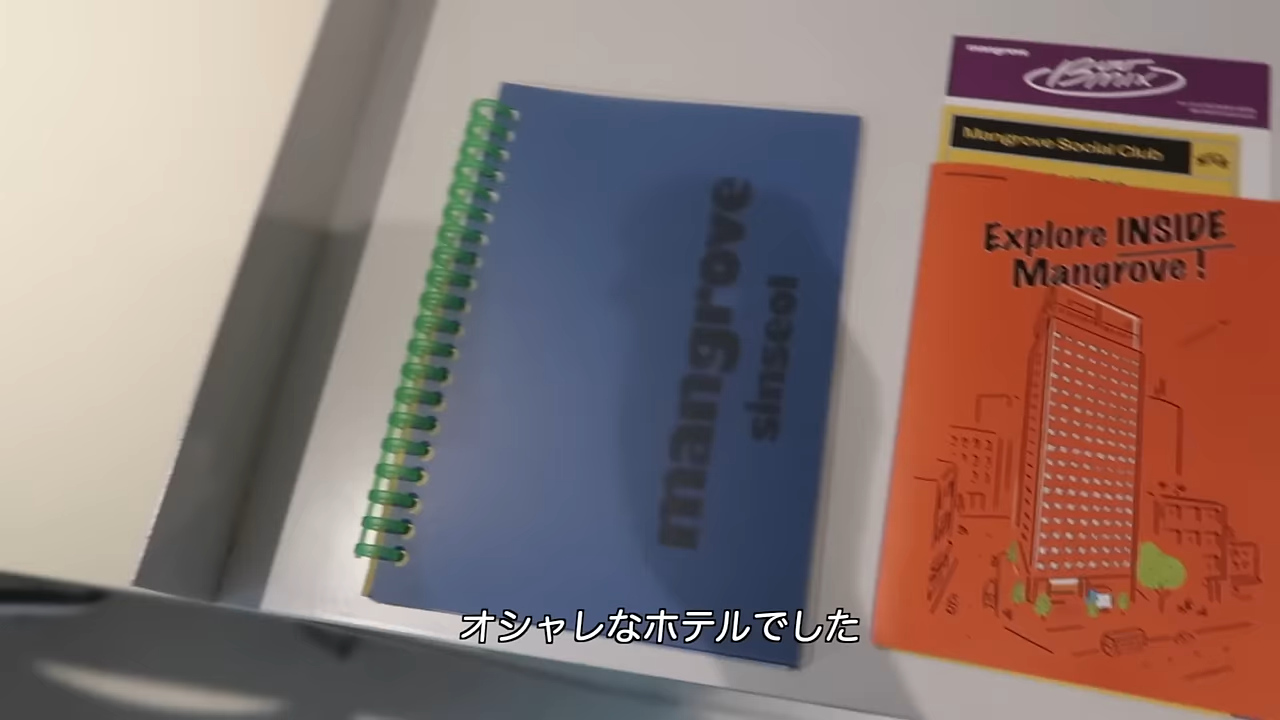 mangrove
sinseol
mangrove
Mangrove Social Club
Explore INSIDE
Mangrove!
オシャレなホテルでした